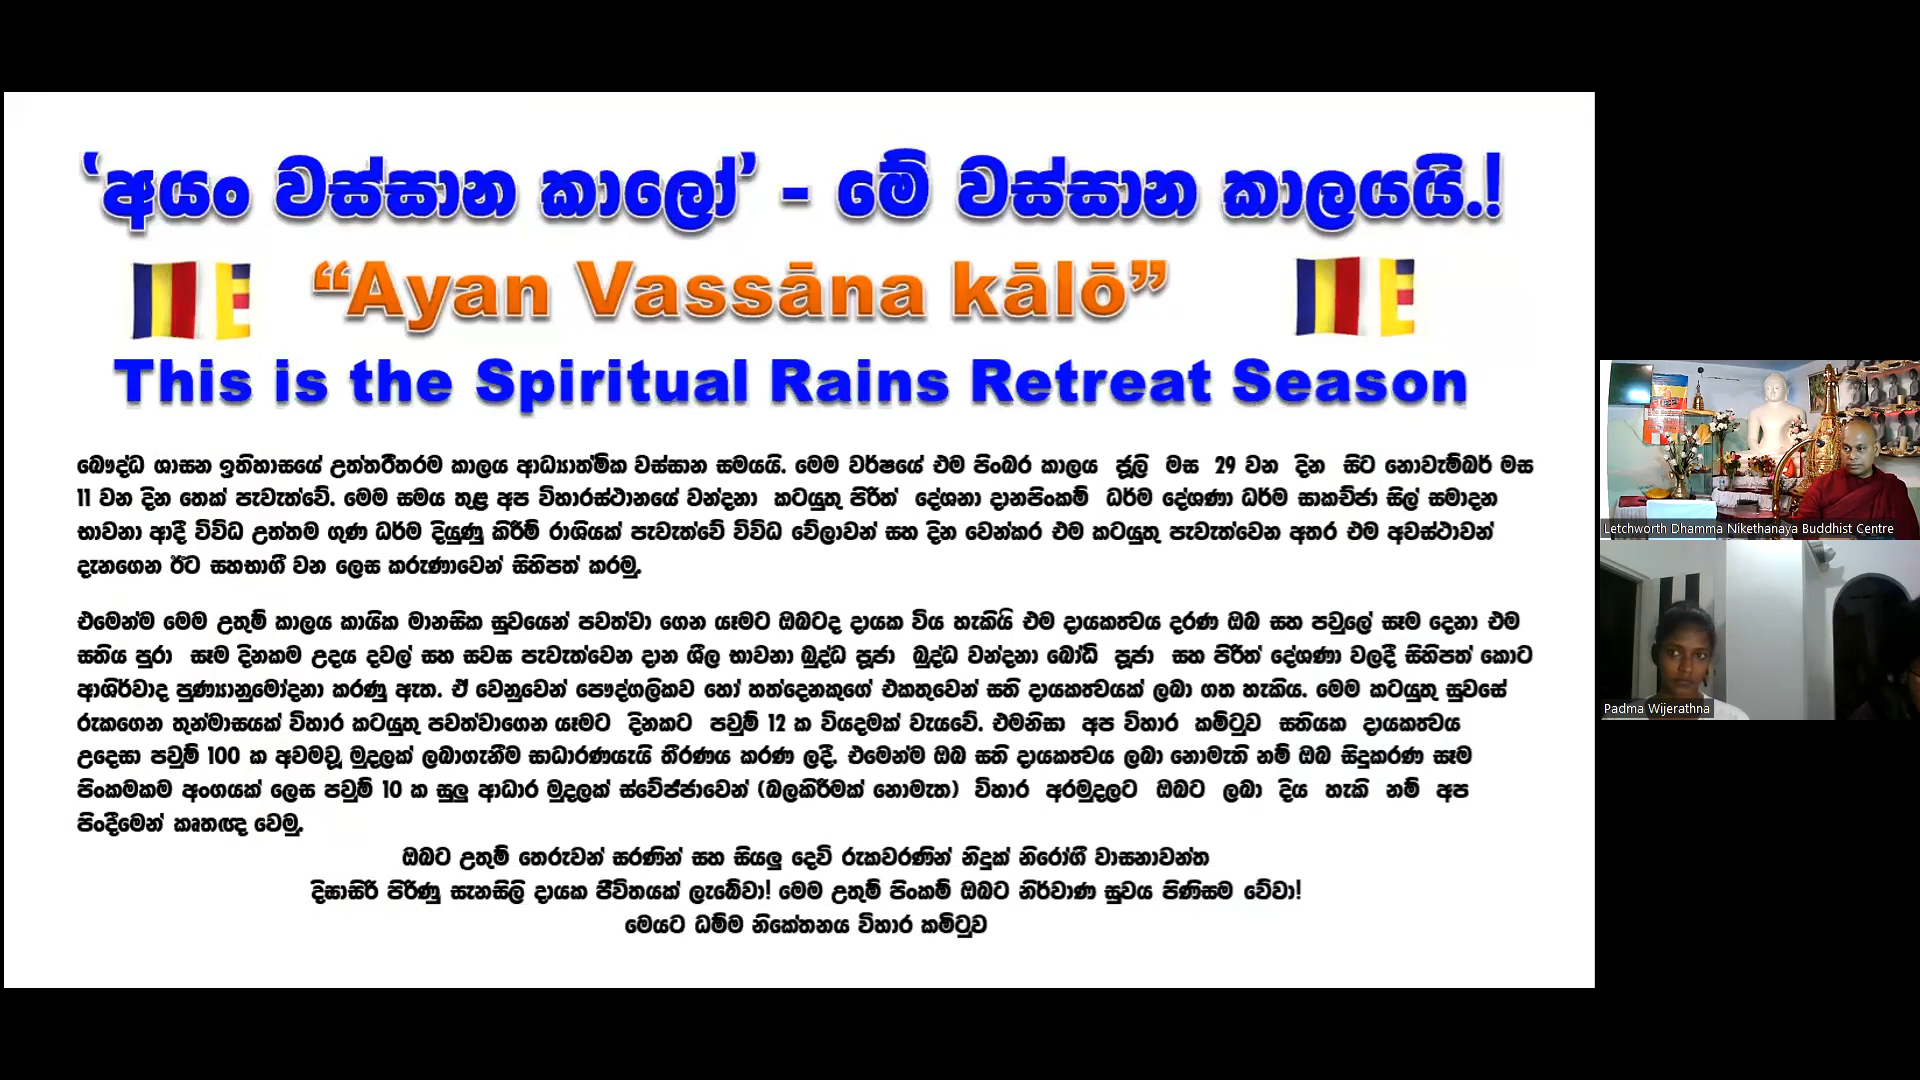 ‘අයං වස්සාන කාලෝ’ - මේ වස්සාන කාලයයි.!
“Ayan Vassāna kālō”
This is the Spiritual Rains Retreat Season
බෞද්ධ ශාසන ඉතිහාසයේ උත්තරීතරම කාලය ආධ්‍යාත්මික වස්සාන සමයයි. මෙම වර්ෂයේ එම පිංබර කාලය ජූලි මස 29 වන දින සිට නොවැම්බර් මස
11 වන දින තෙක් පැවැත්වේ. මෙම සමය තුළ අප විහාරස්ථානයේ වන්දනා කටයුතු පිරිත් දේශනා දානපිංකම් ධර්ම දේශණා ධර්ම සාකච්ඡා සිල් සමාදන
භාවනා ආදී විවිධ උත්තම ගුණ ධර්ම දියුණු කිරීම් රාශියක් පැවැත්වේ විවිධ වේලාවන් සහ දින වෙන්කර එම කටයුතු පැවැත්වෙන අතර එම අවස්ථාවන්
දැනගෙන ඊට සහභාගී වන ලෙස කරුණාවෙන් සිහිපත් කරමු.
එමෙන්ම මෙම උතුම් කාලය කායික මානසික සුවයෙන් පවත්වා ගෙන යෑමට ඔබටද දායක විය හැකියි එම දායකත්වය දරණ ඔබ සහ පවුලේ සෑම දෙනා එම
සතිය පුරා සෑම දිනකම උදය දවල් සහ සවස පැවැත්වෙන දාන ශීල භාවනා බුද්ධ පූජා බුද්ධ වන්දනා බෝධි පූජා සහ පිරිත් දේශණා වලදී සිහිපත් කොට
ආශිර්වාද පුණ්‍යානුමෝදනා කරණු ඇත. ඒ වෙනුවෙන් පෞද්ගලිකව හෝ හත්දෙනකුගේ එකතුවෙන් සති දායකත්වයක් ලබා ගත හැකිය. මෙම කටයුතු සුවසේ
රැකගෙන තුන්මාසයක් විහාර කටයුතු පවත්වාගෙන යෑමට දිනකට පවුම් 12 ක වියදමක් වැයවේ. එමනිසා අප විහාර කමිටුව සතියක දායකත්වය
උදෙසා පවුම් 100 ක අවමවූ මුදලක් ලබාගැනීම සාධාරණයැයි තීරණය කරණ ලදී. එමෙන්ම ඔබ සති දායකත්වය ලබා නොමැති නම් ඔබ සිදුකරණ සෑම
පිංකමකම අංගයක් ලෙස පවුම් 10 ක සුලු ආධාර මුදලක් ස්වේච්ඡාවෙන් (බලකිරීමක් නොමැත) විහාර අරමුදලට ඔබට ලබා දිය හැකි නම් අප
පිංදීමෙන් කෘතඥ වෙමු.
ඔබට උතුම් තෙරුවන් සරණින් සහ සියලු දෙවි රැකවරණින් නිදුක් නිරෝගී වාසනාවන්ත
දිසාසිරි පිරිණු සැනසිලි දායක ජීවිතයක් ලැබේවා! මෙම උතුම් පිංකම් ඔබට නිර්වාණ සුවය පිණිසම වේවා!
මෙයට ධම්ම නිකේතනය විහාර කමිටුව
Letchworth Dhamma Nikethanaya Buddhist Centre
Padma Wijerathna